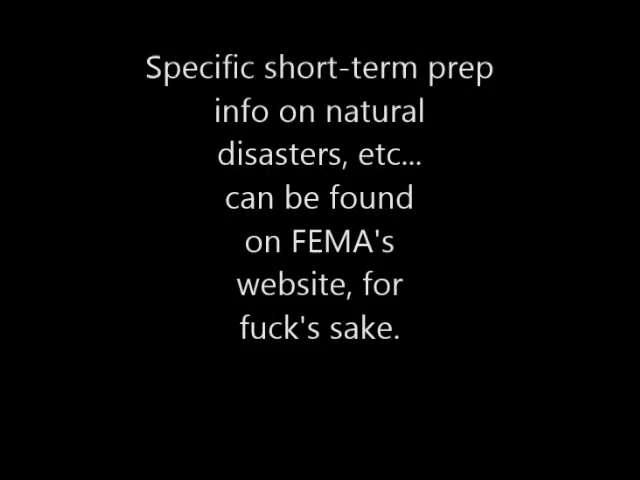 Specific short-term prep
info on natural
disasters, etc...
can be found
on FEMA's
website, for
fuck's sake.